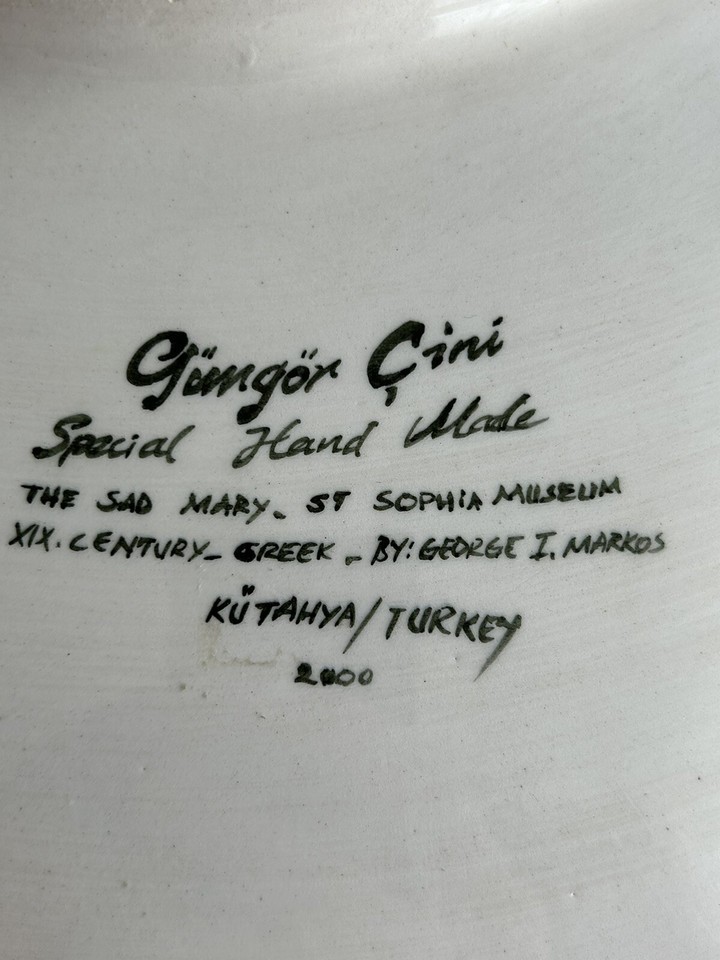 Güngör Çini
Special Hand Made
THE SAD MARY_ ST SOPHIA MUSEUM
XIX. CENTURY_ GREEK _ BY: GEORGE I. MARKOS
KÜTAHYA/TURKEY
2000